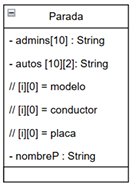 Parada
- admins[10] : String
- autos [10][2]: String
// [i][0] = modelo
// [i][0] = conductor
// [i][0] = placa
- nombreP : String